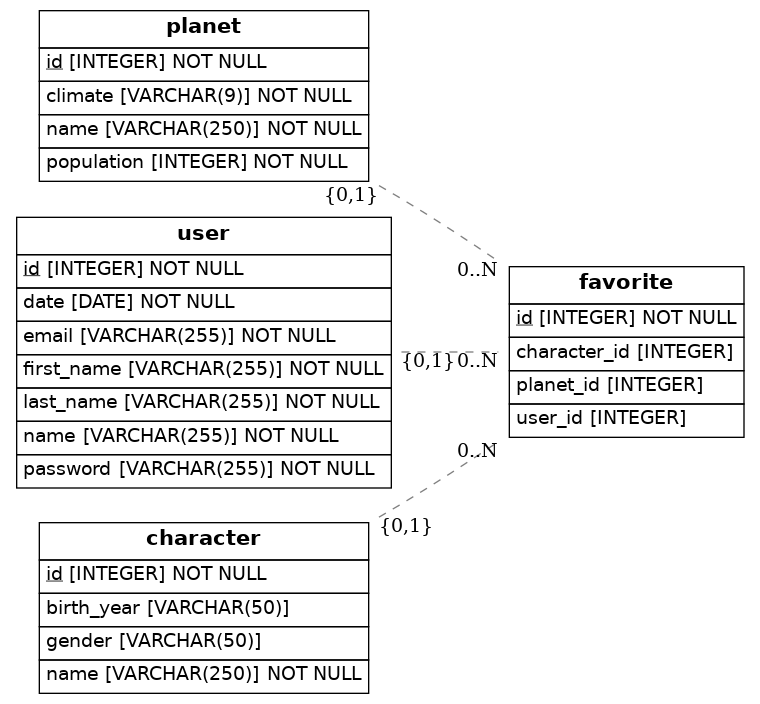 planet
id [INTEGER] NOT NULL
climate [VARCHAR(9)] NOT NULL
name [VARCHAR(250)] NOT NULL
population [INTEGER] NOT NULL
{0,1}
0..N
user
id [INTEGER] NOT NULL
date [DATE] NOT NULL
email [VARCHAR(255)] NOT NULL
first_name [VARCHAR(255)] NOT NULL
last_name [VARCHAR(255)] NOT NULL
name [VARCHAR(255)] NOT NULL
password [VARCHAR(255)] NOT NULL
{0,1} 0..N
favorite
id [INTEGER] NOT NULL
character_id [INTEGER]
planet_id [INTEGER]
user_id [INTEGER]
0..N
{0,1}
character
id [INTEGER] NOT NULL
birth_year [VARCHAR(50)]
gender [VARCHAR(50)]
name [VARCHAR(250)] NOT NULL